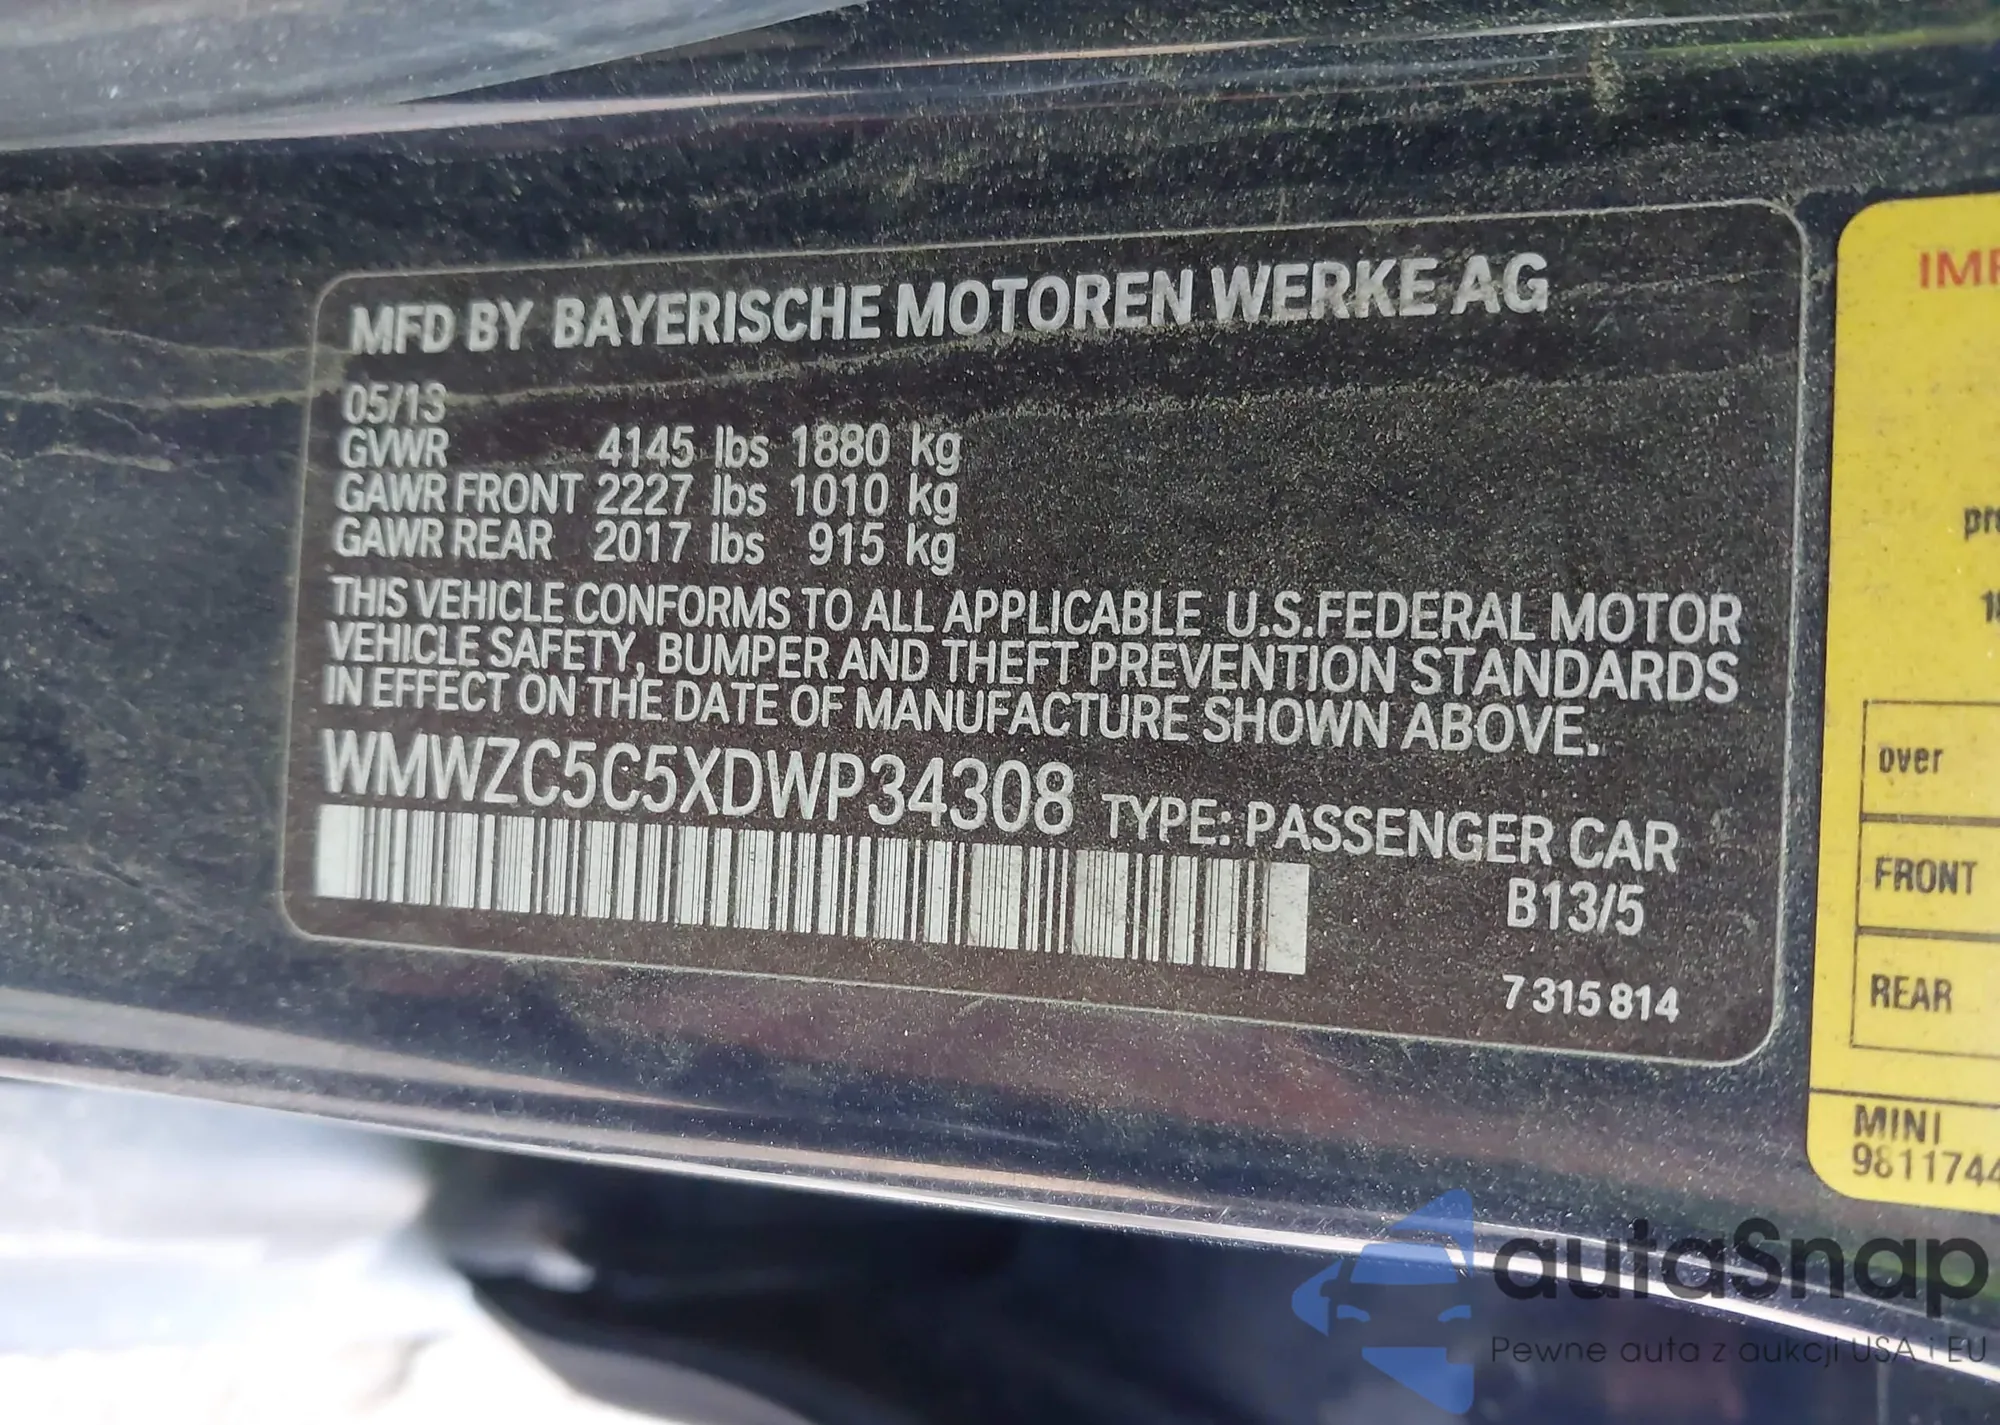 MFD BY BAYERISCHE MOTOREN WERKE AG
05/13
GVWR 4145 lbs 1880 kg
GAWR FRONT 2227 lbs 1010 kg
GAWR REAR 2017 lbs 915 kg
THIS VEHICLE CONFORMS TO ALL APPLICABLE U.S.FEDERAL MOTOR
VEHICLE SAFETY, BUMPER AND THEFT PREVENTION STANDARDS
IN EFFECT ON THE DATE OF MANUFACTURE SHOWN ABOVE.
WMWZC5C5XDWP34308 TYPE: PASSENGER CAR
B13/5
7 315 814
over
FRONT
REAR
MINI
9811744
autaSnap
Pewne auta z aukcji USA i EU